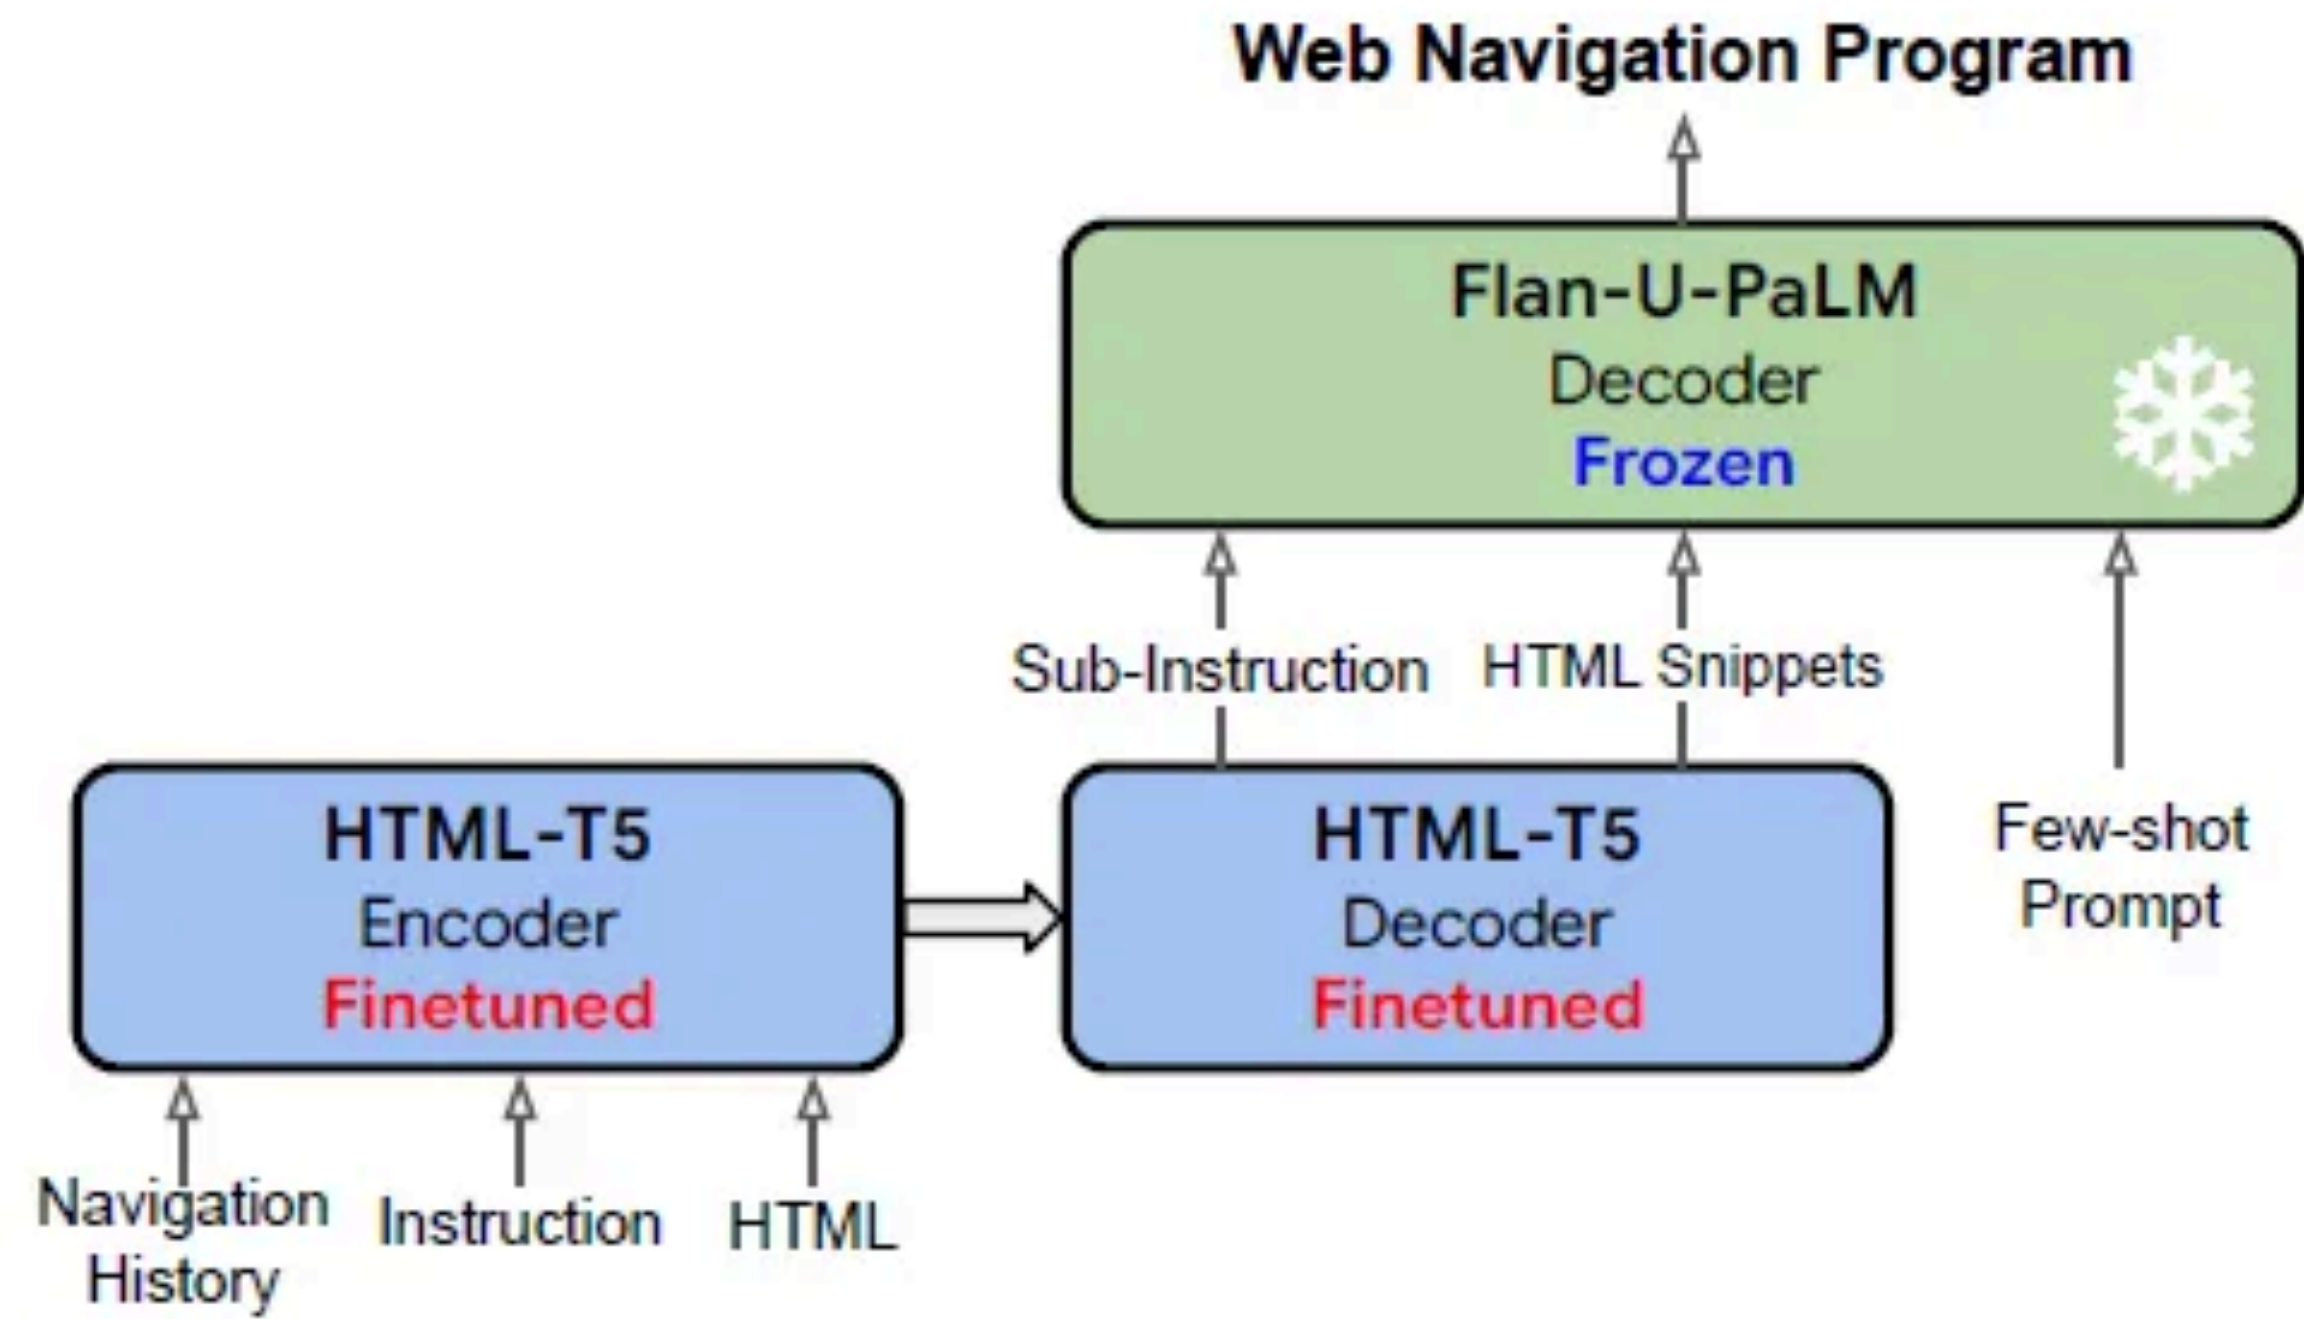 Web Navigation Program
Flan-U-PaLM
Decoder
Frozen
Sub-Instruction
HTML Snippets
HTML-T5
Encoder
Finetuned
HTML-T5
Decoder
Finetuned
Few-shot
Prompt
Navigation
History
Instruction
HTML